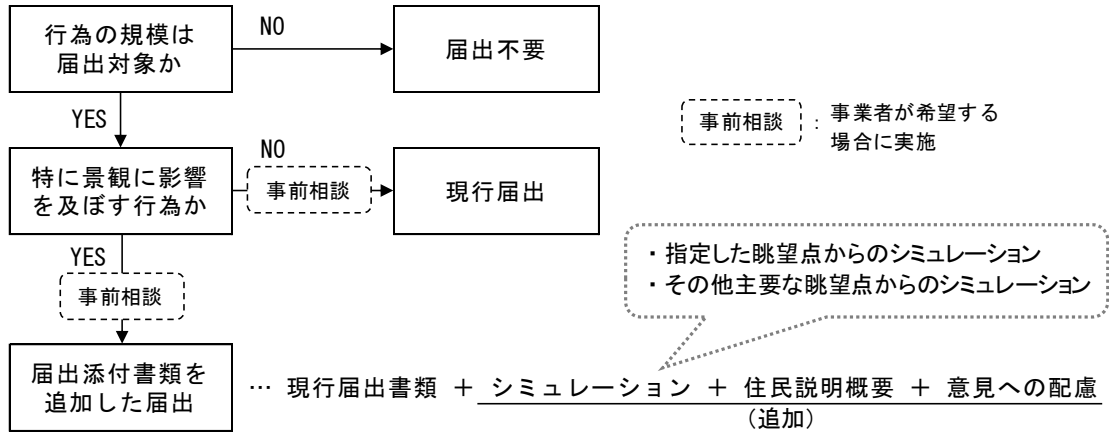 行為の規模は
届出対象か
NO
届出不要
YES
事前相談
：事業者が希望する
場合に実施
特に景観に影響
を及ぼす行為か
NO
事前相談
現行届出
YES
事前相談
・指定した眺望点からのシミュレーション
・その他主要な眺望点からのシミュレーション
届出添付書類を
追加した届出
… 現行届出書類 ＋ シミュレーション ＋ 住民説明概要 ＋ 意見への配慮
(追加)